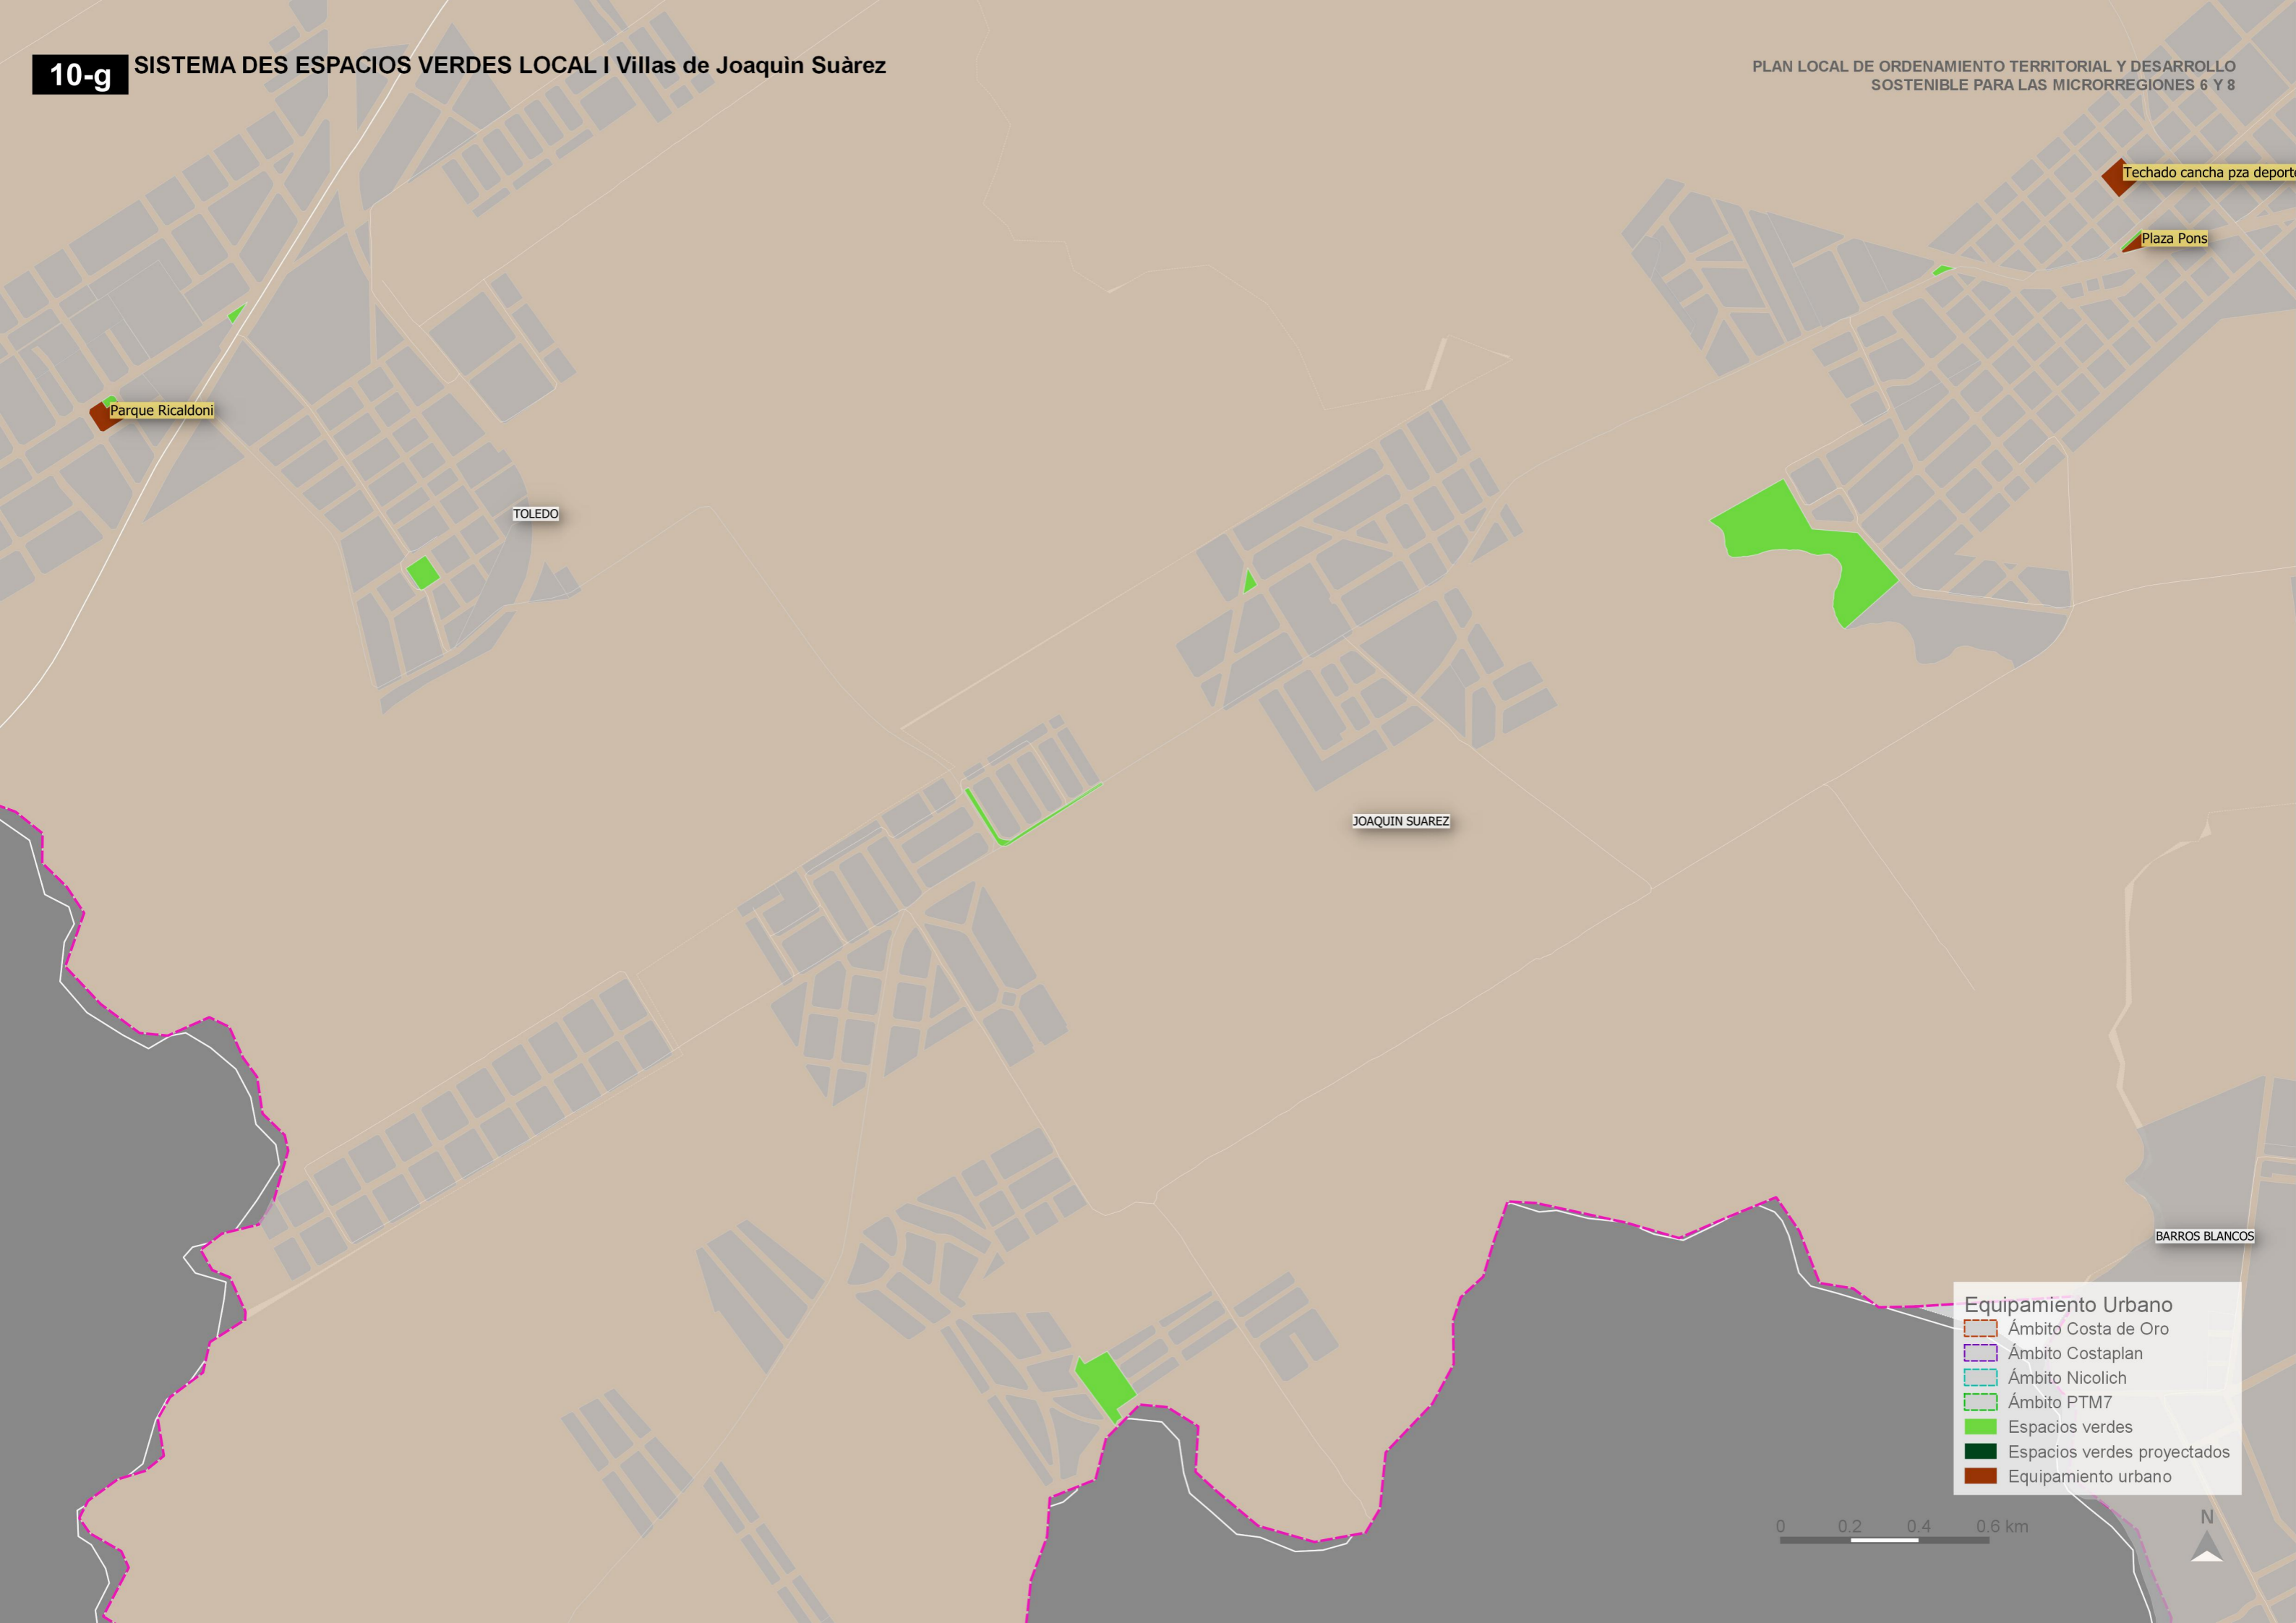 10-g
SISTEMA DES ESPACIOS VERDES LOCAL I Villas de Joaquìn Suàrez
PLAN LOCAL DE ORDENAMIENTO TERRITORIAL Y DESARROLLO
SOSTENIBLE PARA LAS MICRORREGIONES 6 Y 8
Techado cancha pza deport
Plaza Pons
Parque Ricaldoni
TOLEDO
JOAQUIN SUAREZ
BARROS BLANCOS
Equipamiento Urbano
Ámbito Costa de Oro
Ámbito Costaplan
Ámbito Nicolich
Ámbito PTM7
Espacios verdes
Espacios verdes proyectados
Equipamiento urbano
0 0.2 0.4 0.6 km
N